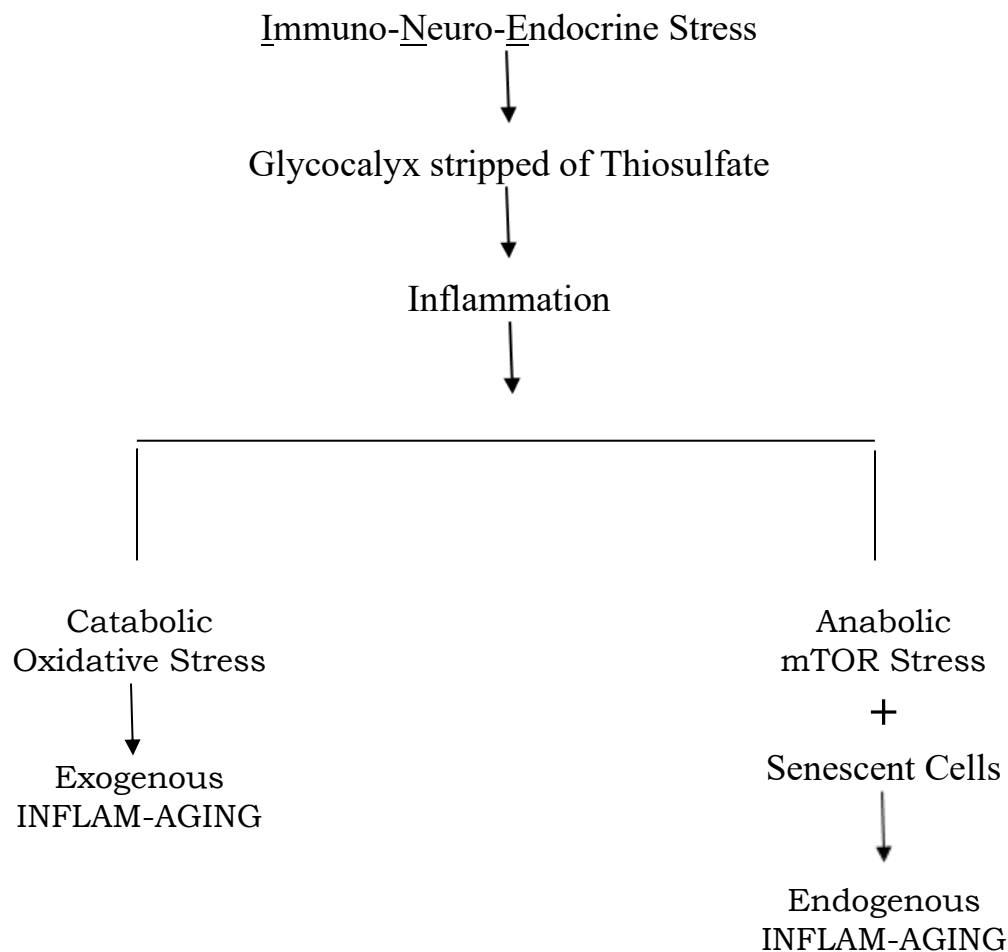 Immuno-Neuro-Endocrine Stress
Glycocalyx stripped of Thiosulfate
Inflammation
Catabolic
Oxidative Stress
Exogenous
INFLAM-AGING
Anabolic
mTOR Stress
+
Senescent Cells
Endogenous
INFLAM-AGING